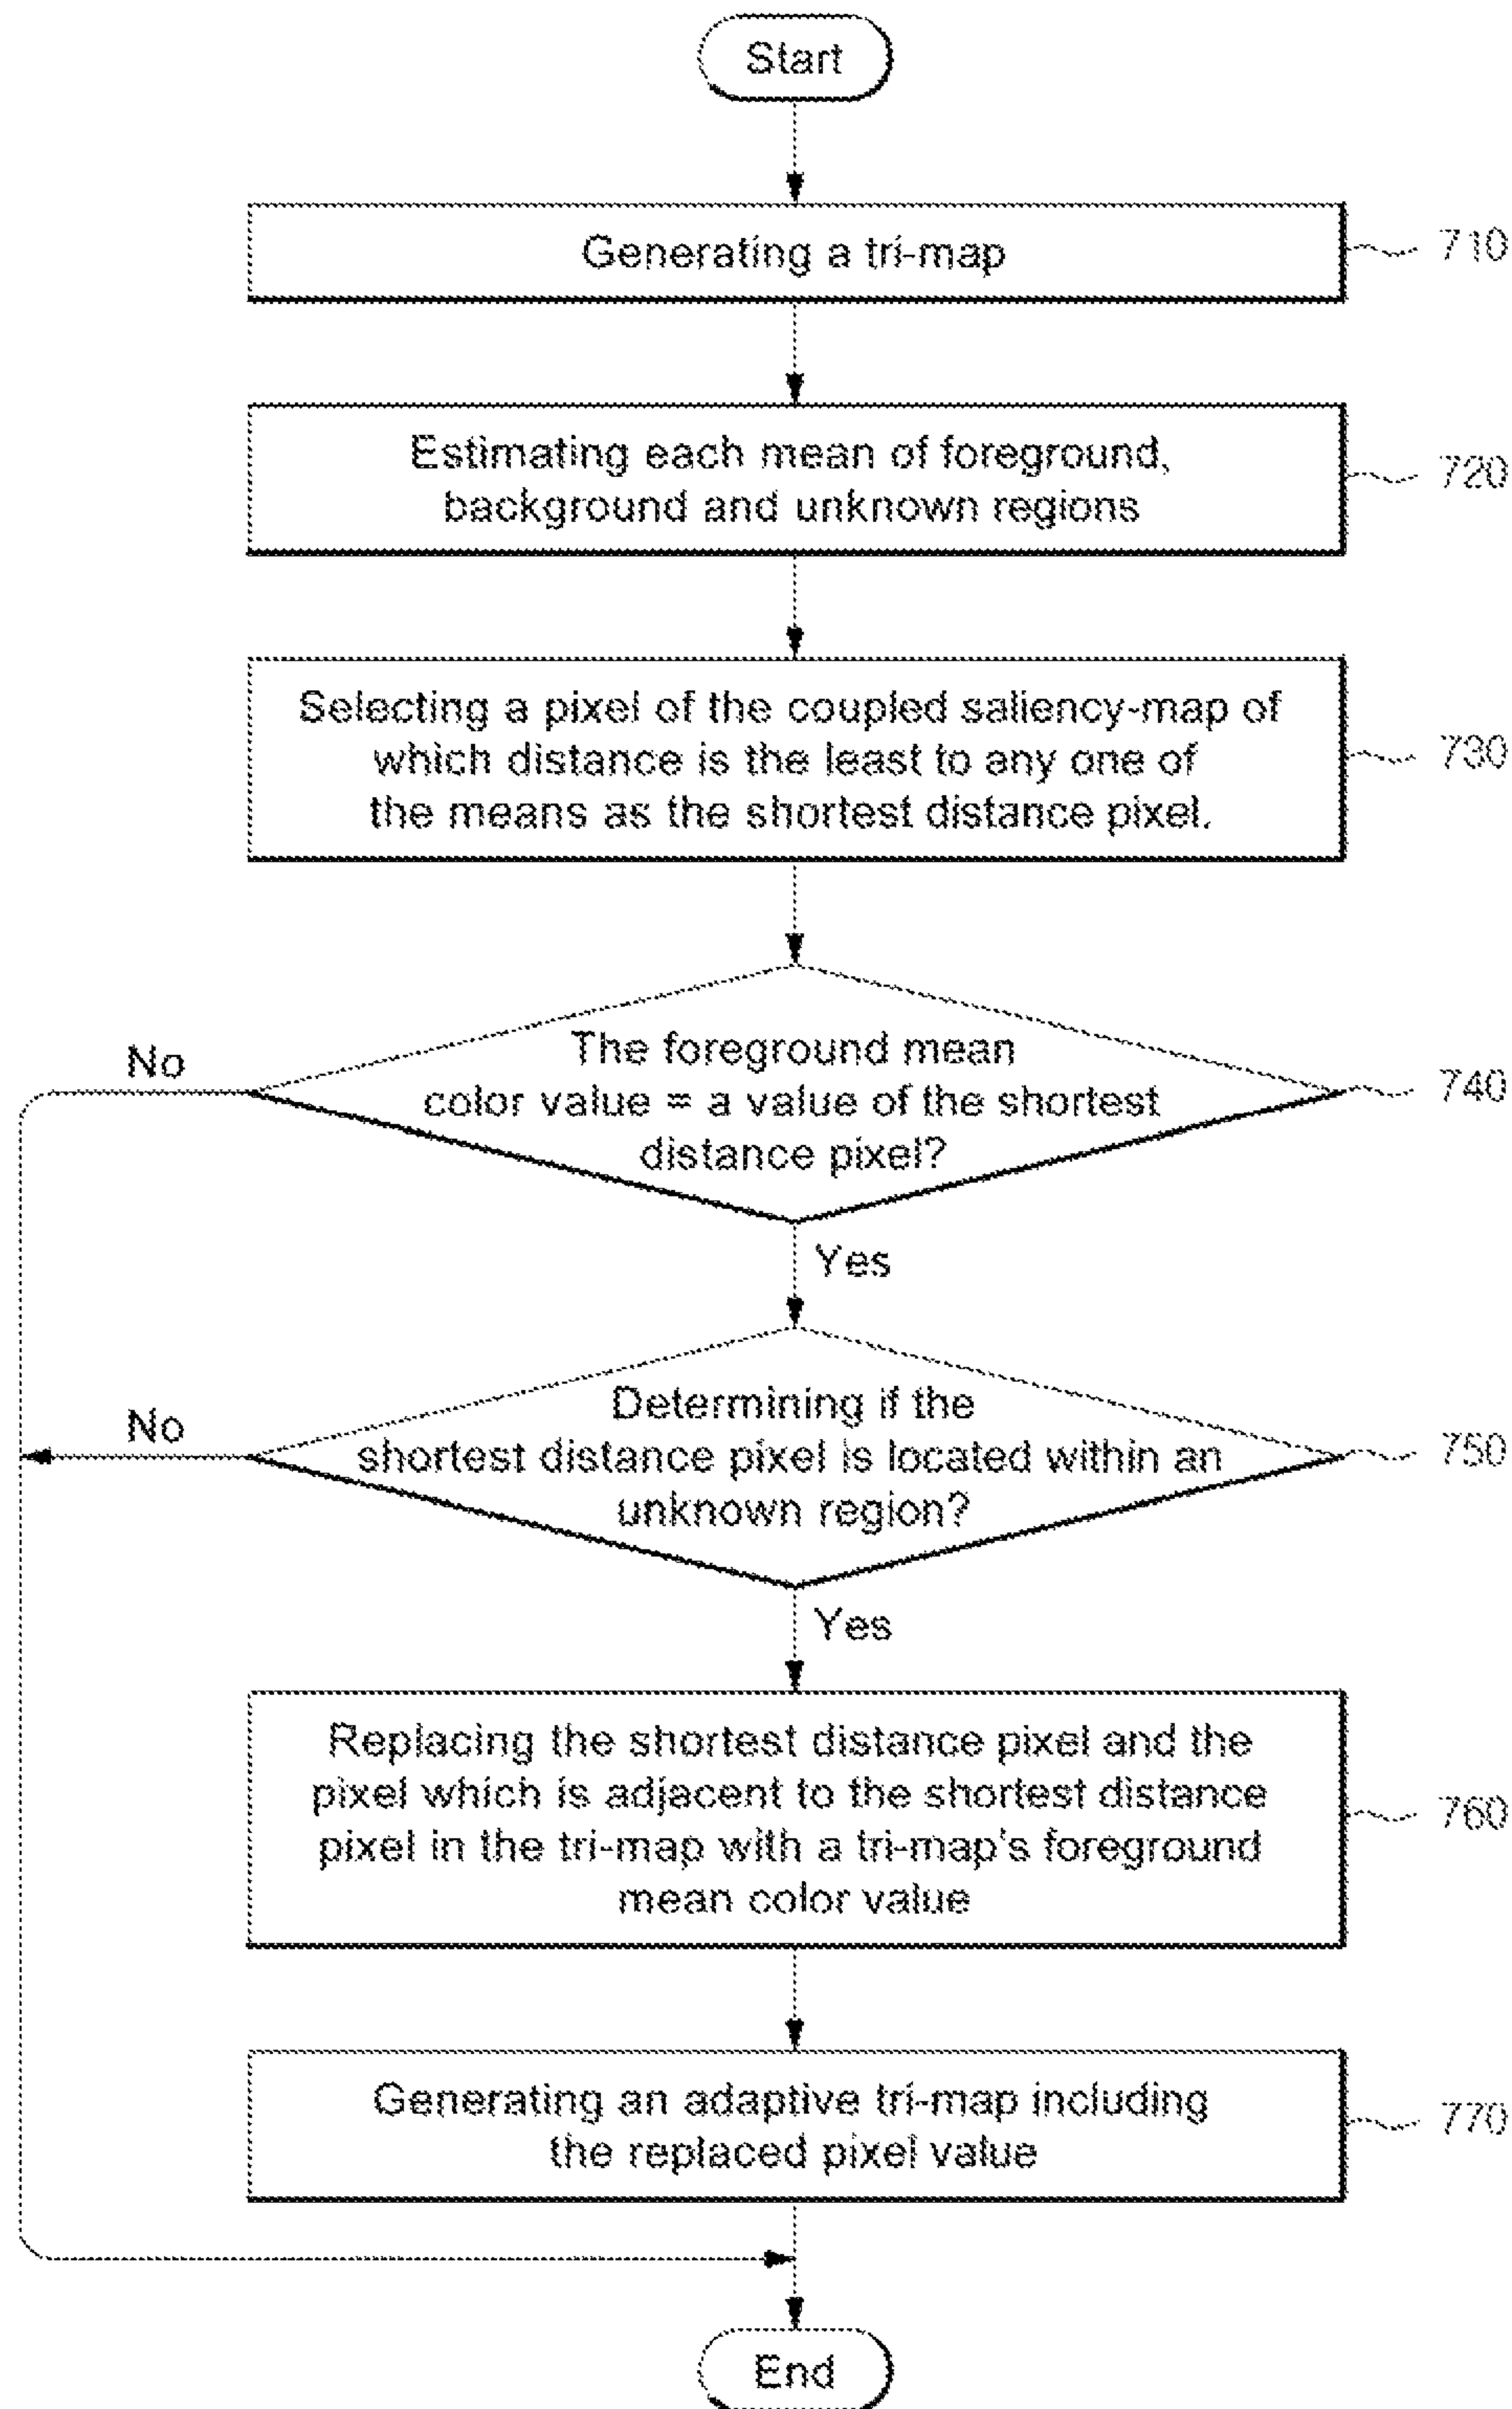 Start
Generating a tri-map
710
Estimating each mean of foreground,
background and unknown regions
720
Selecting a pixel of the coupled saliency-map of
which distance is the least to any one of
the means as the shortest distance pixel.
730
The foreground mean
color value = a value of the shortest
distance pixel?
740
No
Yes
Determining if the
shortest distance pixel is located within an
unknown region?
750
No
Yes
Replacing the shortest distance pixel and the
pixel which is adjacent to the shortest distance
pixel in the tri-map with a tri-map's foreground
mean color value
760
Generating an adaptive tri-map including
the replaced pixel value
770
End